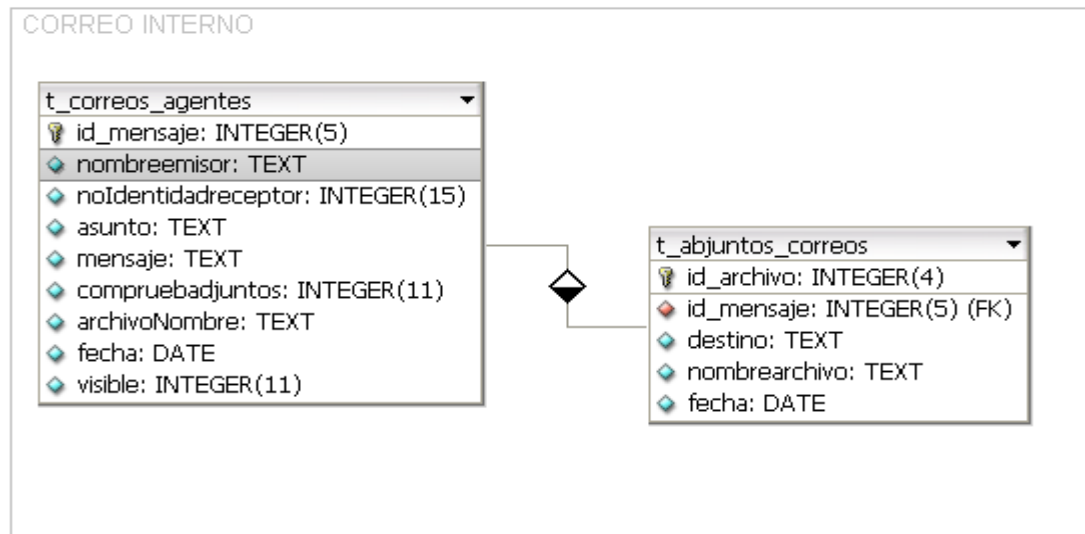 CORREO INTERNO
t_correos_agentes
id_mensaje: INTEGER(5)
nombreemisor: TEXT
noIdentidadreceptor: INTEGER(15)
asunto: TEXT
mensaje: TEXT
compruebadjuntos: INTEGER(11)
archivoNombre: TEXT
fecha: DATE
visible: INTEGER(11)
t_abjuntos_correos
id_archivo: INTEGER(4)
id_mensaje: INTEGER(5) (FK)
destino: TEXT
nombrearchivo: TEXT
fecha: DATE